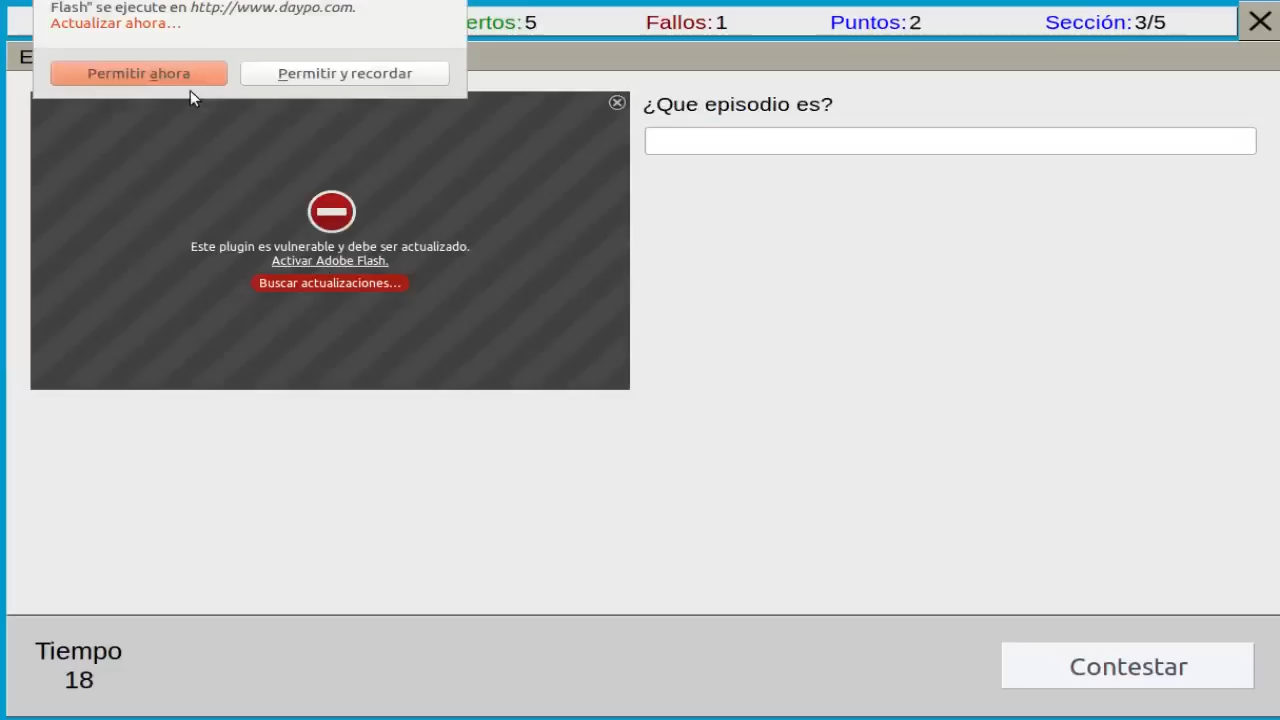 Flash" se ejecute en http://www.daypo.com.
Actualizar ahora...
Permitir ahora
Permitir y recordar
ertos: 5
Fallos: 1
Puntos: 2
Sección: 3/5
E
Este plugin es vulnerable y debe ser actualizado.
Activar Adobe Flash.
Buscar actualizaciones...
¿Que episodio es?
Tiempo
18
Contestar